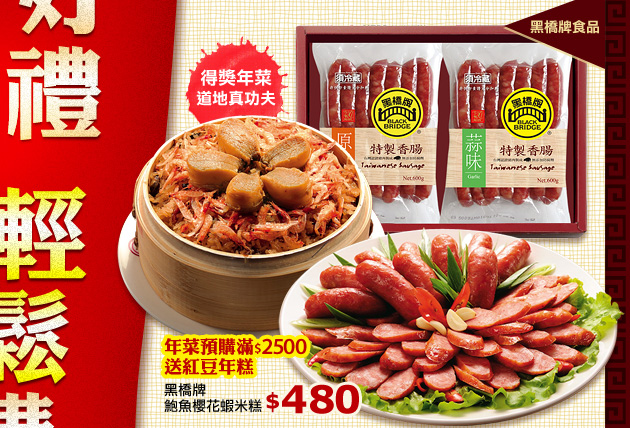 好禮
輕鬆
黑橋牌食品
得獎年菜
道地真功夫
須冷藏
黑橋牌
BLACK
BRIDGE
原
特製香腸
Taiwanese Sausage
Net.600g
須冷藏
黑橋牌
BLACK
BRIDGE
蒜味
Garlic
特製香腸
Taiwanese Sausage
Net.600g
年菜預購滿$2500
送紅豆年糕
黑橋牌
鮑魚櫻花蝦米糕 $480